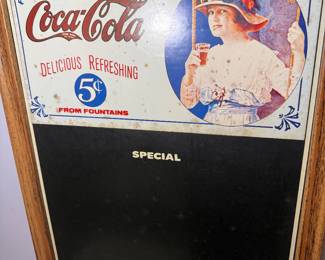 Coca-Cola
DELICIOUS REFRESHING
5¢
FROM FOUNTAINS
SPECIAL